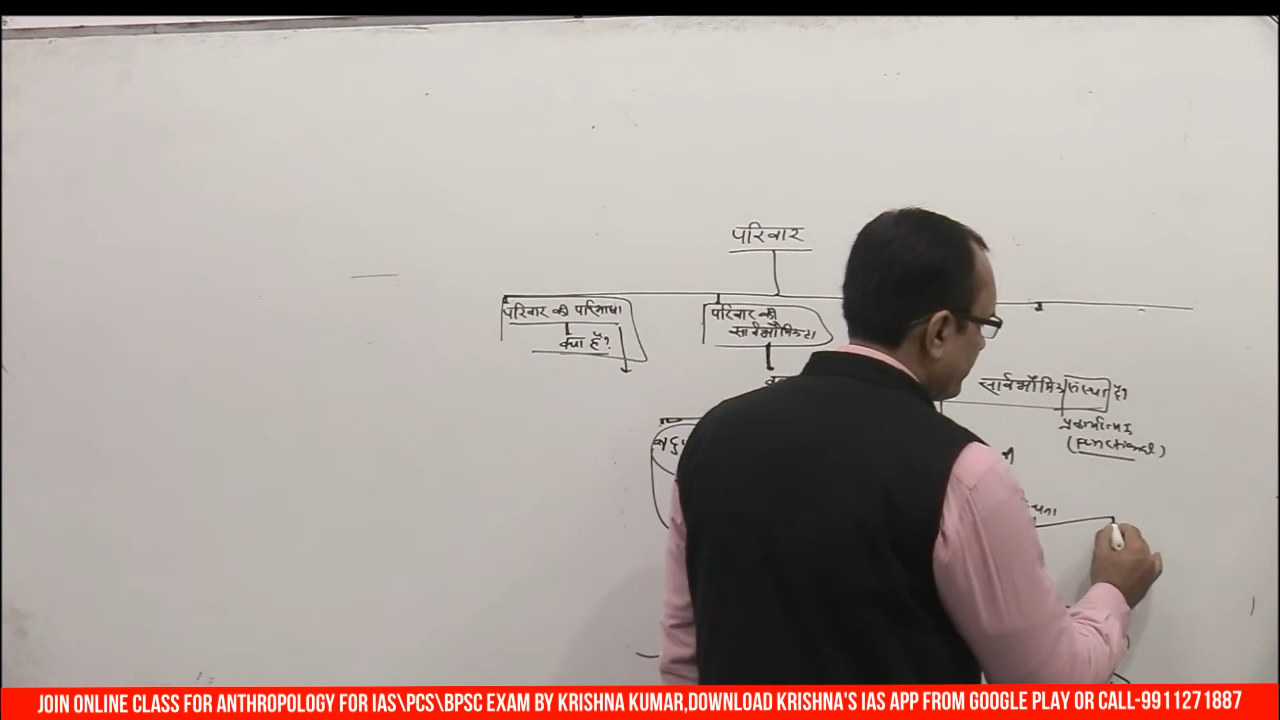 परिवार
परिवार की परिभाषा
क्या है?
परिवार की
सार्वभौमिकता
सार्वभौमिक संस्था है?
प्रकार्यात्मक
(Functional)
JOIN ONLINE CLASS FOR ANTHROPOLOGY FOR IAS\PCS\BPSC EXAM BY KRISHNA KUMAR,DOWNLOAD KRISHNA'S IAS APP FROM GOOGLE PLAY OR CALL-9911271887